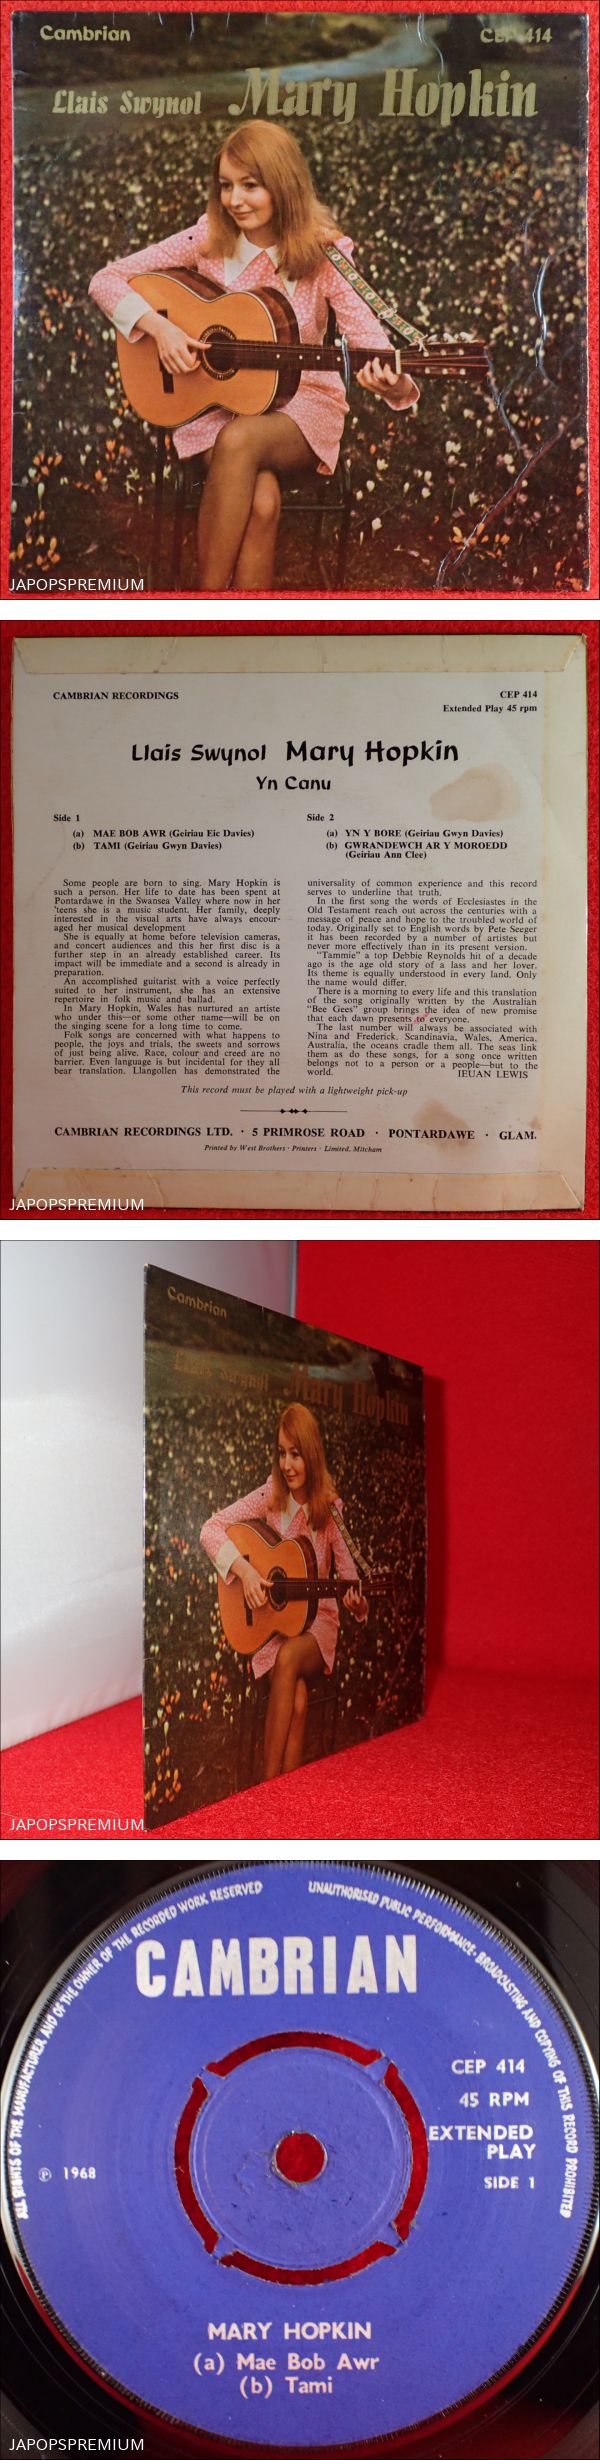 Cambrian
CEP 414
Llais Swynol Mary Hopkin
JAPOPSPREMIUM
CAMBRIAN RECORDINGS
CEP 414
Extended Play 45 rpm
Llais Swynol Mary Hopkin
Yn Canu
Side 1
(a) MAE BOB AWR (Geiriau Eic Davies)
(b) TAMI (Geiriau Gwyn Davies)
Side 2
(a) YN Y BORE (Geiriau Gwyn Davies)
(b) GWRANDEWCH AR Y MOROEDD
(Geiriau Ann Clee)
Some people are born to sing. Mary Hopkin is
such a person. Her life to date has been spent at
Pontardawe in the Swansea Valley where now in her
'teens she is a music student. Her family, deeply
interested in the visual arts have always encour-
aged her musical development
She is equally at home before television cameras,
and concert audiences and this her first disc is a
further step in an already established career. Its
impact will be immediate and a second is already in
preparation.
An accomplished guitarist with a voice perfectly
suited to her instrument, she has an extensive
repertoire in folk music and ballad.
In Mary Hopkin, Wales has nurtured an artiste
who under this—or some other name—will be on
the singing scene for a long time to come.
Folk songs are concerned with what happens to
people, the joys and trials, the sweets and sorrows
of just being alive. Race, colour and creed are no
barrier. Even language is but incidental for they all
bear translation. Llangollen has demonstrated the
universality of common experience and this record
serves to underline that truth.
In the first song the words of Ecclesiastes in the
Old Testament reach out across the centuries with a
message of peace and hope to the troubled world of
today. Originally set to English words by Pete Seeger
it has been recorded by a number of artistes but
never more effectively than in its present version.
"Tammie" a top Debbie Reynolds hit of a decade
ago is the age old story of a lass and her lover.
Its theme is equally understood in every land. Only
the name would differ.
There is a morning to every life and this translation
of the song originally written by the Australian
"Bee Gees" group brings the idea of new promise
that each dawn presents to everyone.
The last number will always be associated with
Nina and Frederick. Scandinavia, Wales, America,
Australia, the oceans cradle them all. The seas link
them as do these songs, for a song once written
belongs not to a person or a people—but to the
world. IEUAN LEWIS
This record must be played with a lightweight pick-up
CAMBRIAN RECORDINGS LTD. · 5 PRIMROSE ROAD · PONTARDAWE · GLAM.
Printed by West Brothers · Printers · Limited, Mitcham
JAPOPSPREMIUM
Cambrian
Llais Swynol Mary Hopkin
JAPOPSPREMIUM
ALL RIGHTS OF THE MANUFACTURER, AND OF THE OWNER OF THE RECORDED WORK RESERVED
UNAUTHORISED PUBLIC PERFORMANCE, BROADCASTING AND COPYING OF THIS RECORD PROHIBITED
CAMBRIAN
CEP 414
45 RPM
EXTENDED
PLAY
SIDE 1
℗ 1968
MARY HOPKIN
(a) Mae Bob Awr
(b) Tami
JAPOPSPREMIUM